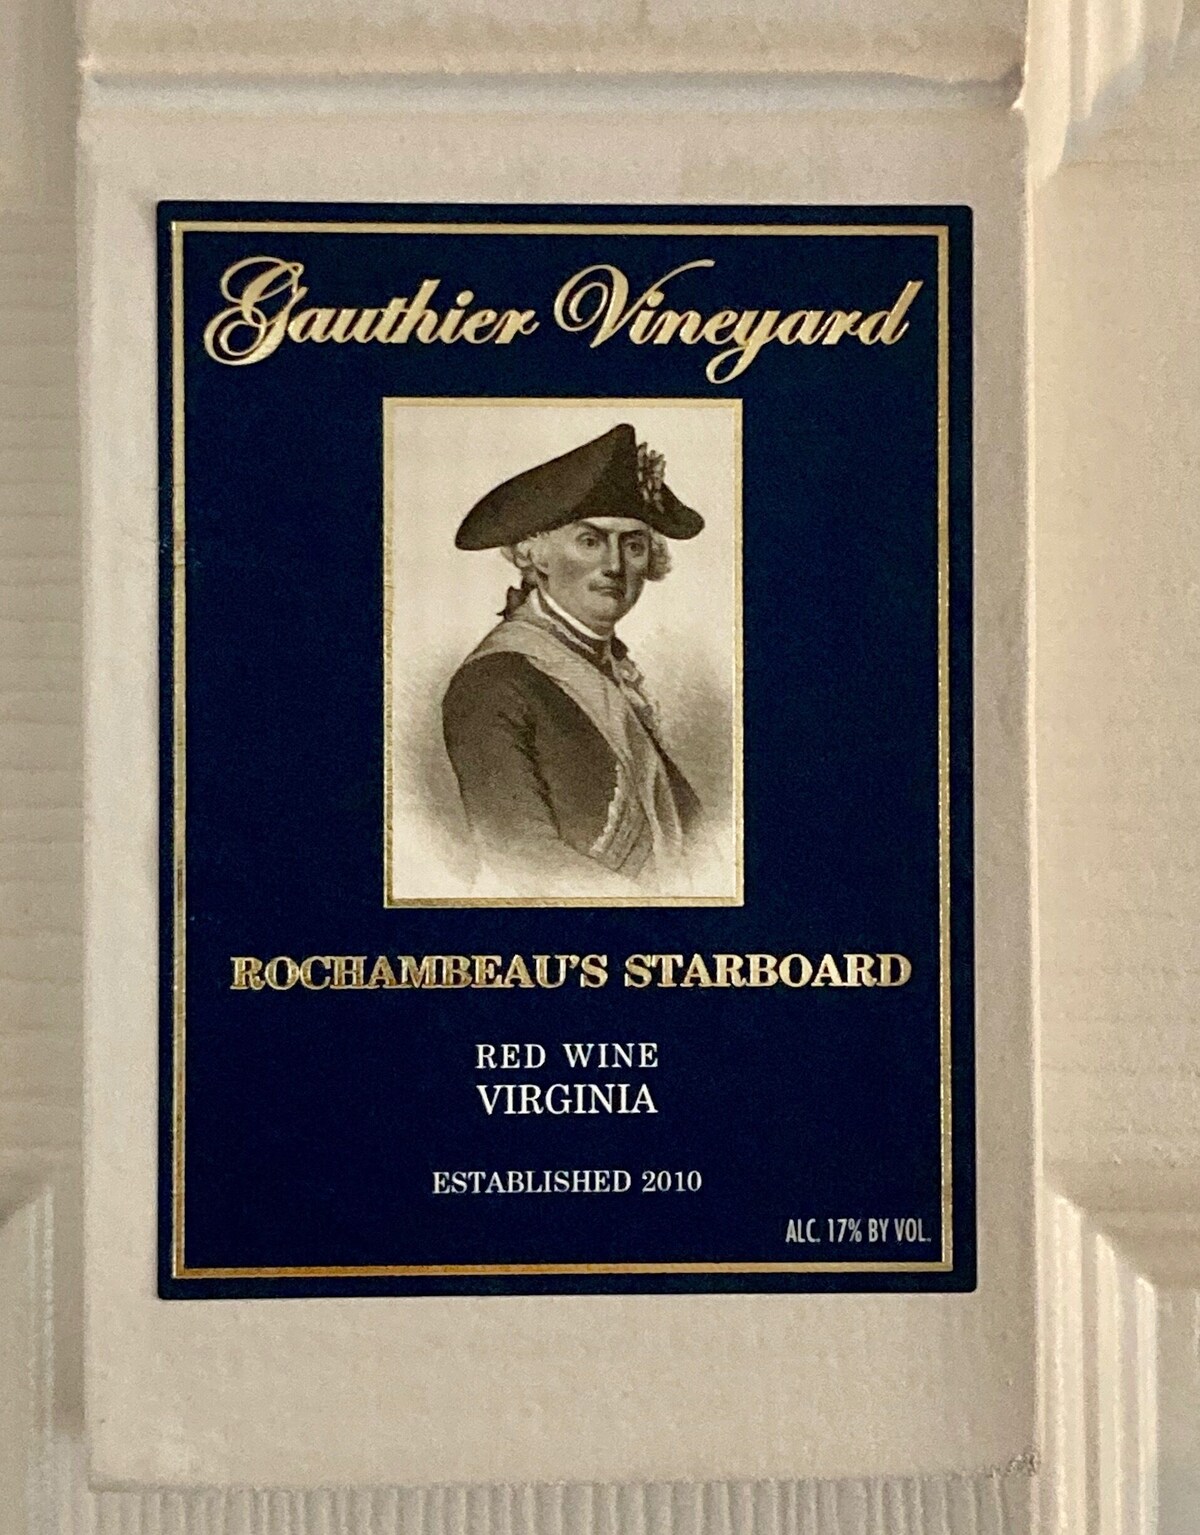 Gauthier Vineyard
ROCHAMBEAU'S STARBOARD
RED WINE
VIRGINIA
ESTABLISHED 2010
ALC. 17% BY VOL.